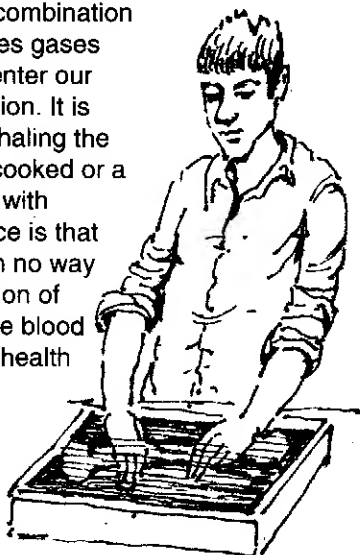 combination
es gases
enter our
ion. It is
haling the
cooked or a
with
ce is that
n no way
on of
e blood
health